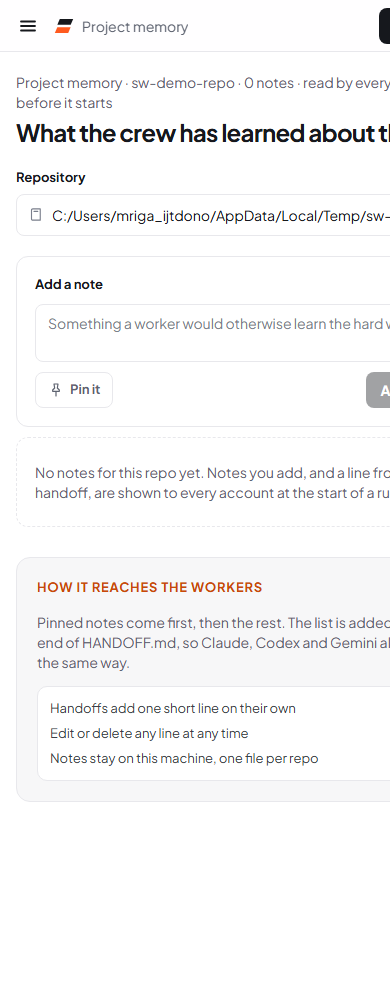 Project memory
Project memory · sw-demo-repo · 0 notes · read by every
before it starts
What the crew has learned about
Repository
C:/Users/mriga_ijtdono/AppData/Local/Temp/sw-
Add a note
Something a worker would otherwise learn the hard
Pin it
No notes for this repo yet. Notes you add, and a line
handoff, are shown to every account at the start of a
HOW IT REACHES THE WORKERS
Pinned notes come first, then the rest. The list is added
end of HANDOFF.md, so Claude, Codex and Gemini
the same way.
Handoffs add one short line on their own
Edit or delete any line at any time
Notes stay on this machine, one file per repo